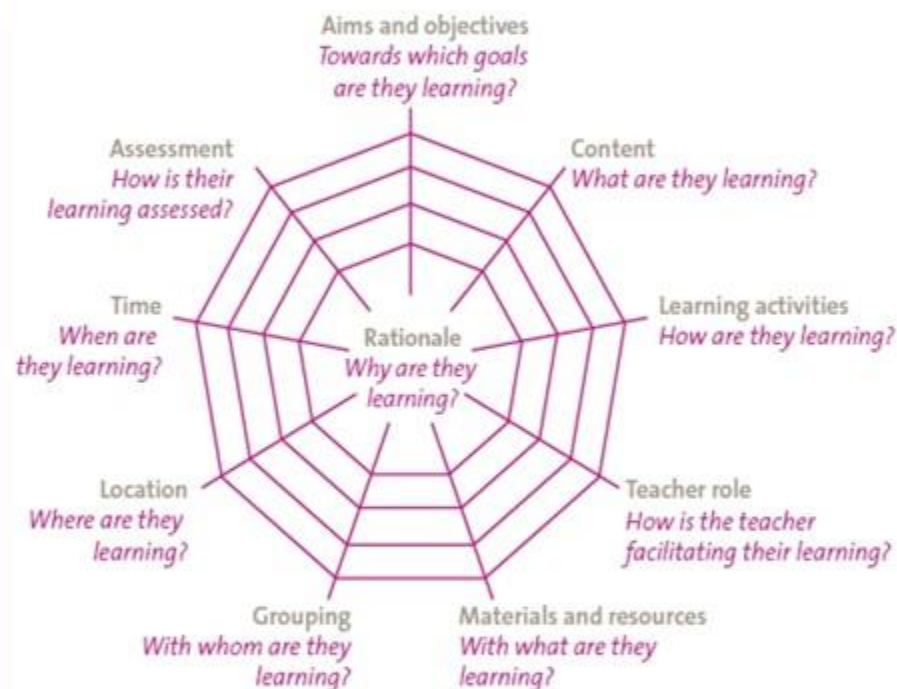 Aims and objectives
Towards which goals
are they learning?
Assessment
How is their
learning assessed?
Content
What are they learning?
Time
When are
they learning?
Rationale
Why are they
learning?
Learning activities
How are they learning?
Location
Where are they
learning?
Teacher role
How is the teacher
facilitating their learning?
Grouping
With whom are they
learning?
Materials and resources
With what are they
learning?